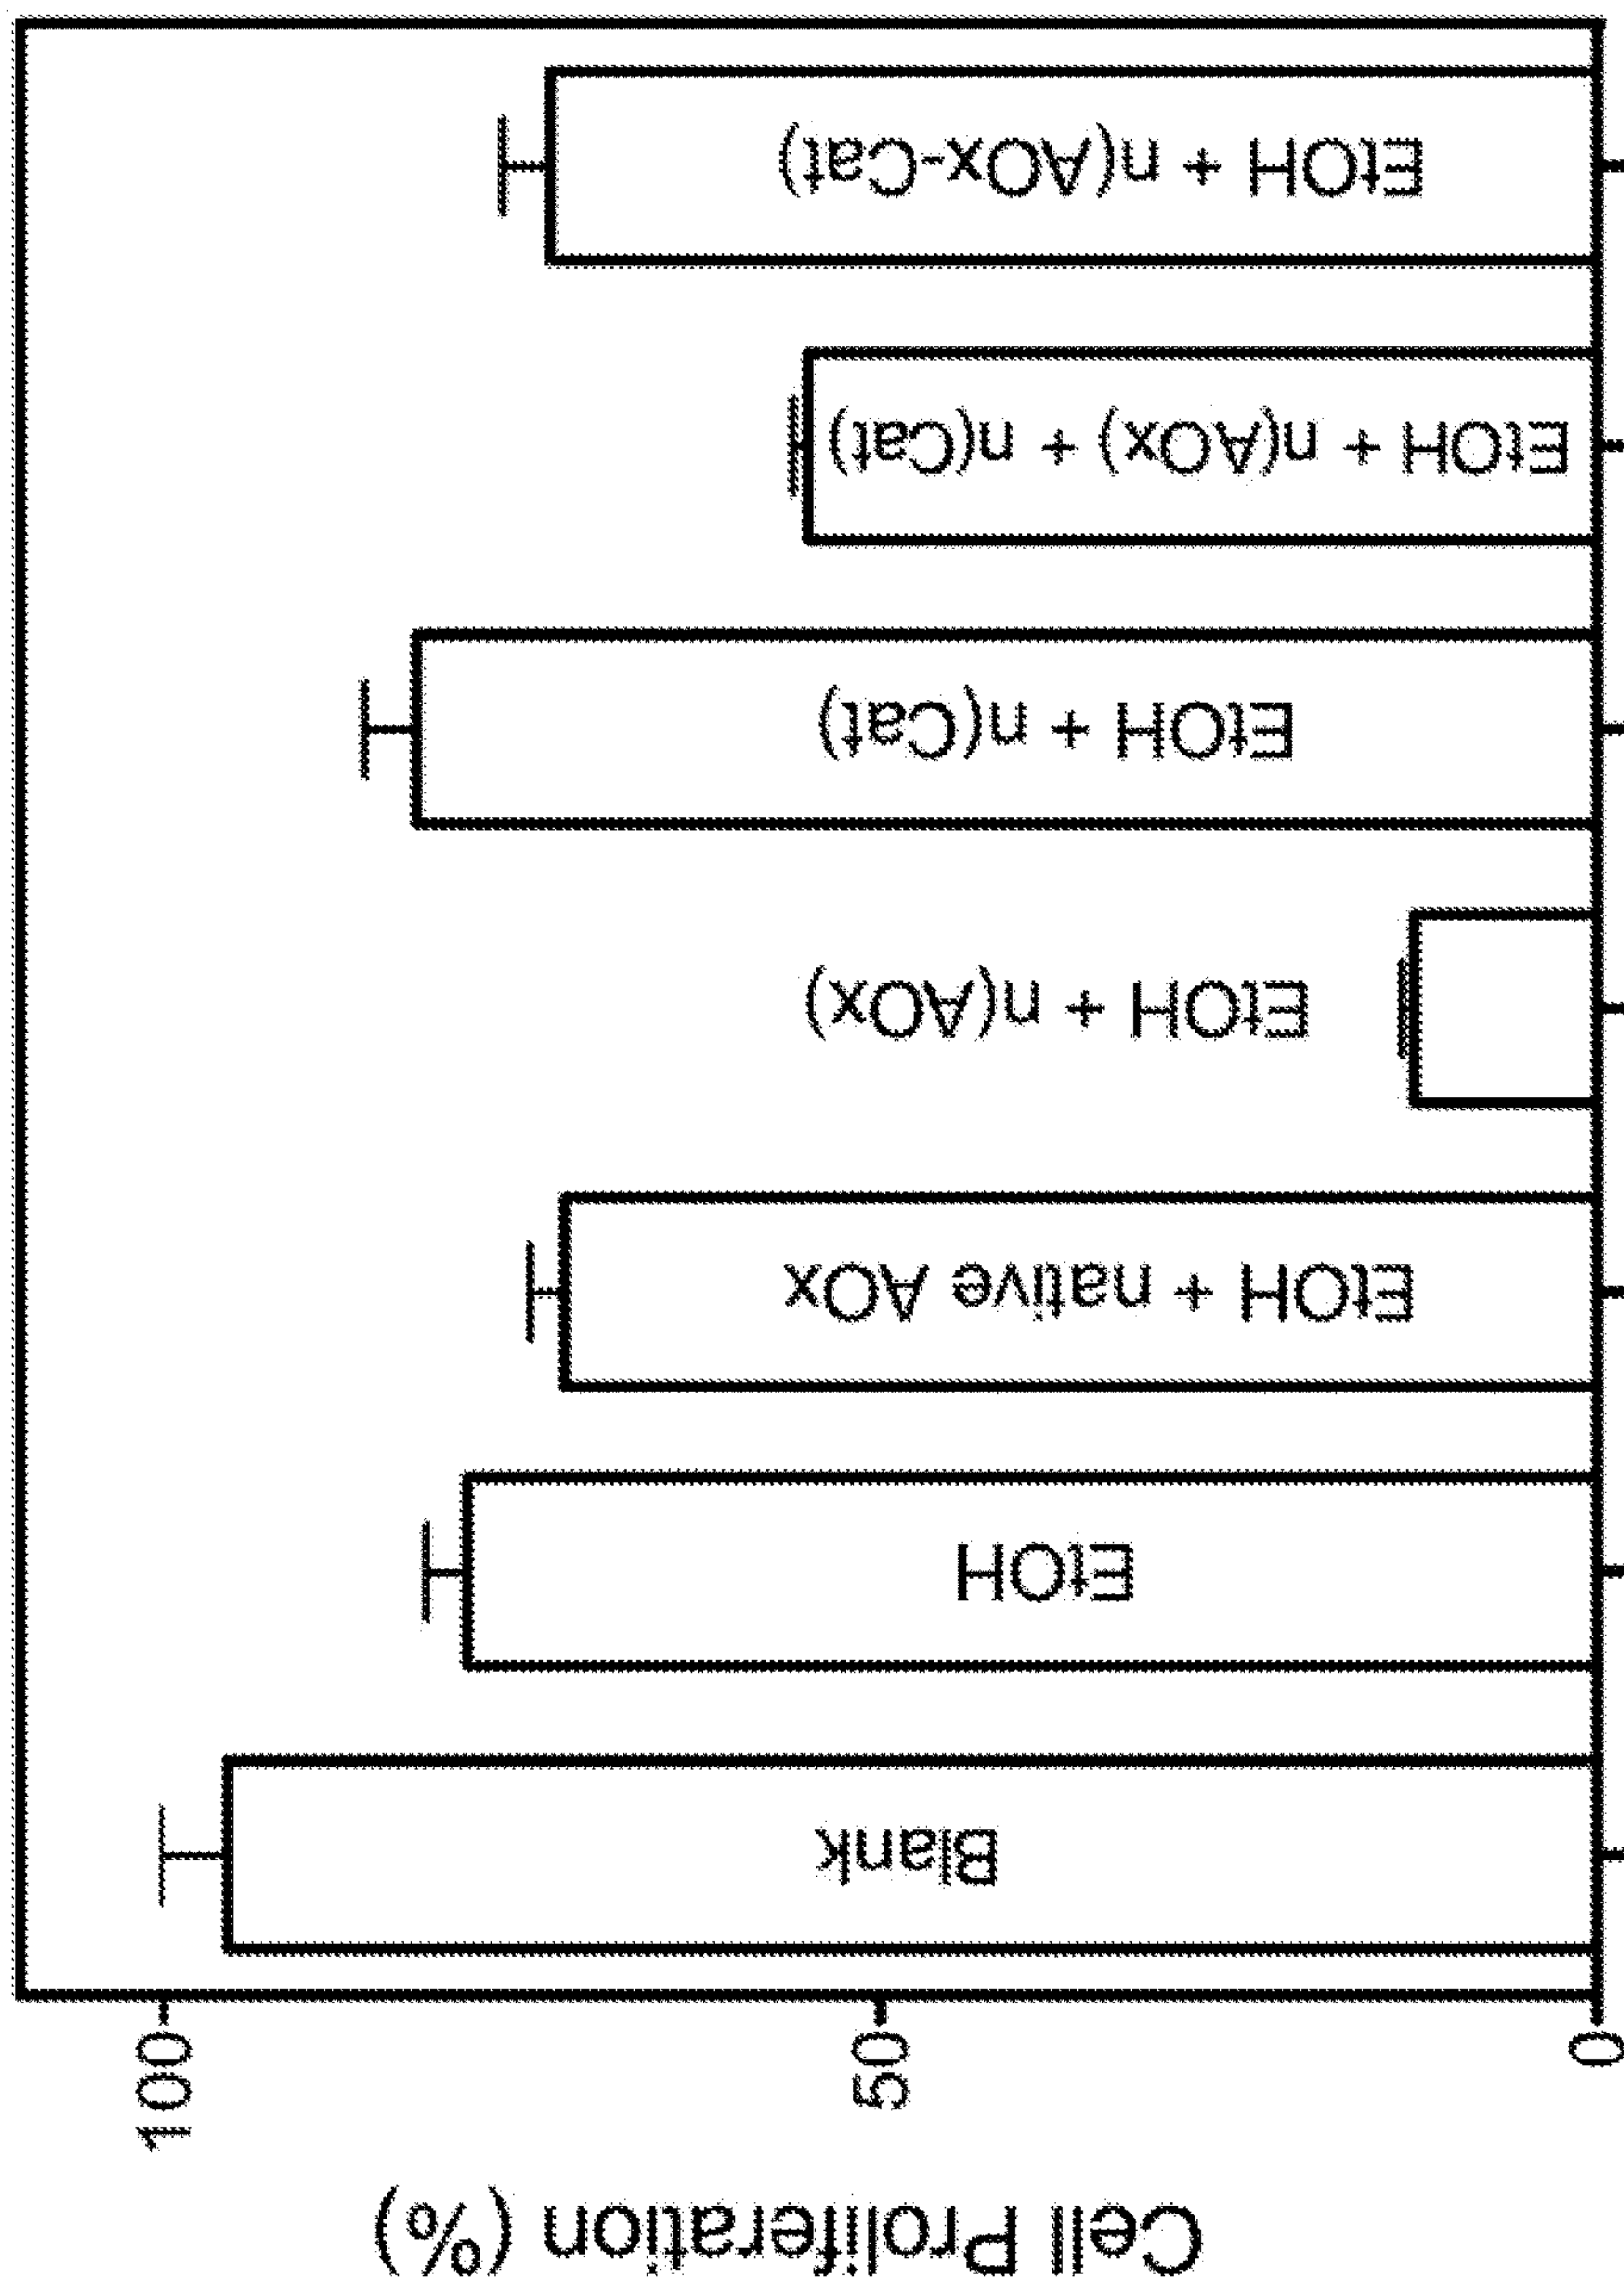 Cell Proliferation (%)
100
50
0
Blank
EtOH
EtOH + native AOx
EtOH + n(AOx)
EtOH + n(Cat)
EtOH + n(AOx) + n(Cat)
EtOH + n(AOx-Cat)